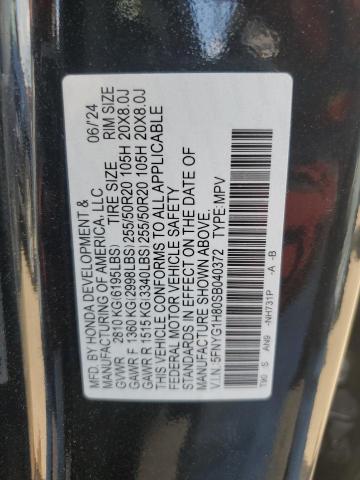 MFD. BY HONDA DEVELOPMENT & 06/'24
MANUFACTURING OF AMERICA, LLC
TIRE SIZE RIM SIZE
GVWR 2810 KG(6195LBS)
GAWR F 1360 KG(2998LBS) 255/50R20 105H 20X8.0J
GAWR R 1515 KG(3340LBS) 255/50R20 105H 20X8.0J
THIS VEHICLE CONFORMS TO ALL APPLICABLE
FEDERAL MOTOR VEHICLE SAFETY
STANDARDS IN EFFECT ON THE DATE OF
MANUFACTURE SHOWN ABOVE.
V.I.N. 5FNYG1H80SB040372 TYPE: MPV
T90 S AN9 -NH731P -A -B